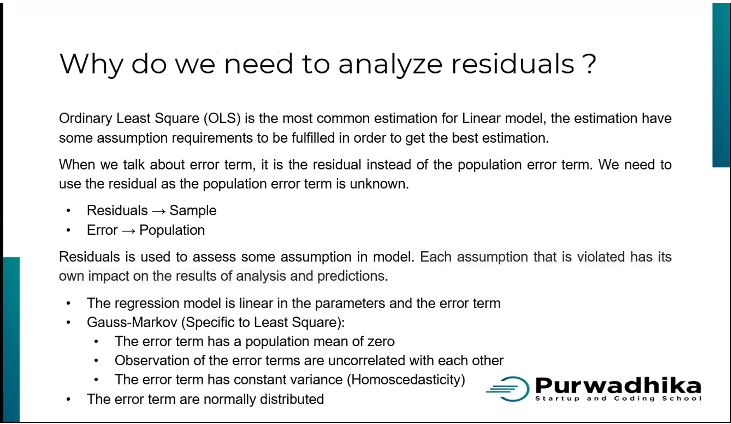 Why do we need to analyze residuals ?
Ordinary Least Square (OLS) is the most common estimation for Linear model, the estimation have
some assumption requirements to be fulfilled in order to get the best estimation.
When we talk about error term, it is the residual instead of the population error term. We need to
use the residual as the population error term is unknown.
• Residuals → Sample
• Error → Population
Residuals is used to assess some assumption in model. Each assumption that is violated has its
own impact on the results of analysis and predictions.
• The regression model is linear in the parameters and the error term
• Gauss-Markov (Specific to Least Square):
• The error term has a population mean of zero
• Observation of the error terms are uncorrelated with each other
• The error term has constant variance (Homoscedasticity)
• The error term are normally distributed
Purwadhika
Startup and Coding School